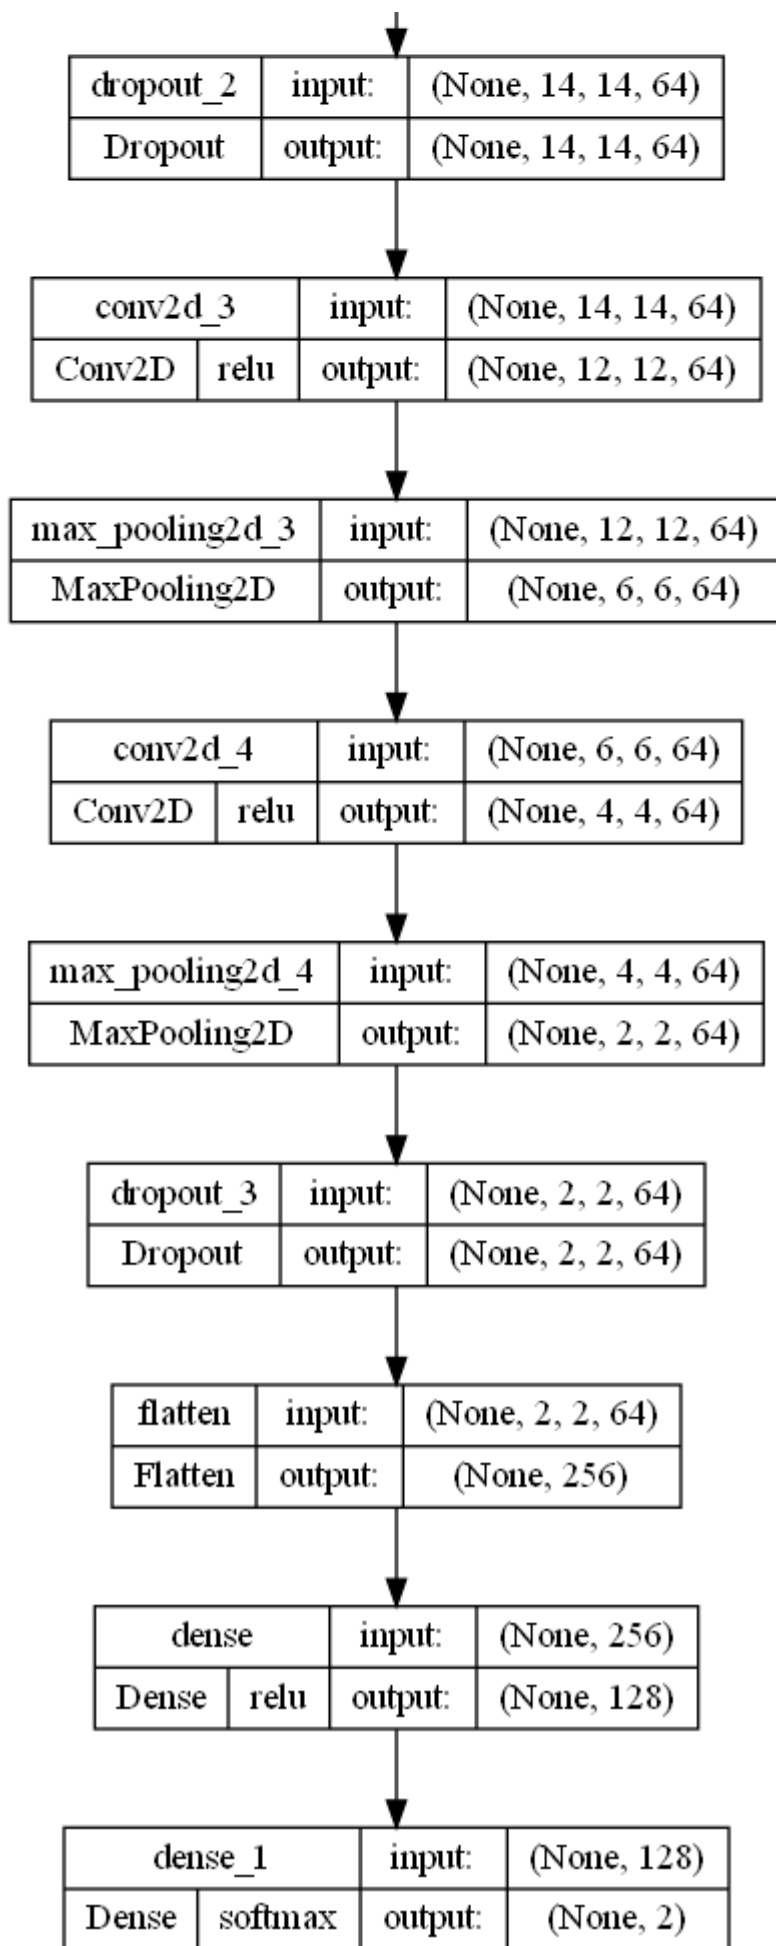 dropout_2 input: (None, 14, 14, 64)
Dropout output: (None, 14, 14, 64)
conv2d_3 input: (None, 14, 14, 64)
Conv2D relu output: (None, 12, 12, 64)
max_pooling2d_3 input: (None, 12, 12, 64)
MaxPooling2D output: (None, 6, 6, 64)
conv2d_4 input: (None, 6, 6, 64)
Conv2D relu output: (None, 4, 4, 64)
max_pooling2d_4 input: (None, 4, 4, 64)
MaxPooling2D output: (None, 2, 2, 64)
dropout_3 input: (None, 2, 2, 64)
Dropout output: (None, 2, 2, 64)
flatten input: (None, 2, 2, 64)
Flatten output: (None, 256)
dense input: (None, 256)
Dense relu output: (None, 128)
dense_1 input: (None, 128)
Dense softmax output: (None, 2)